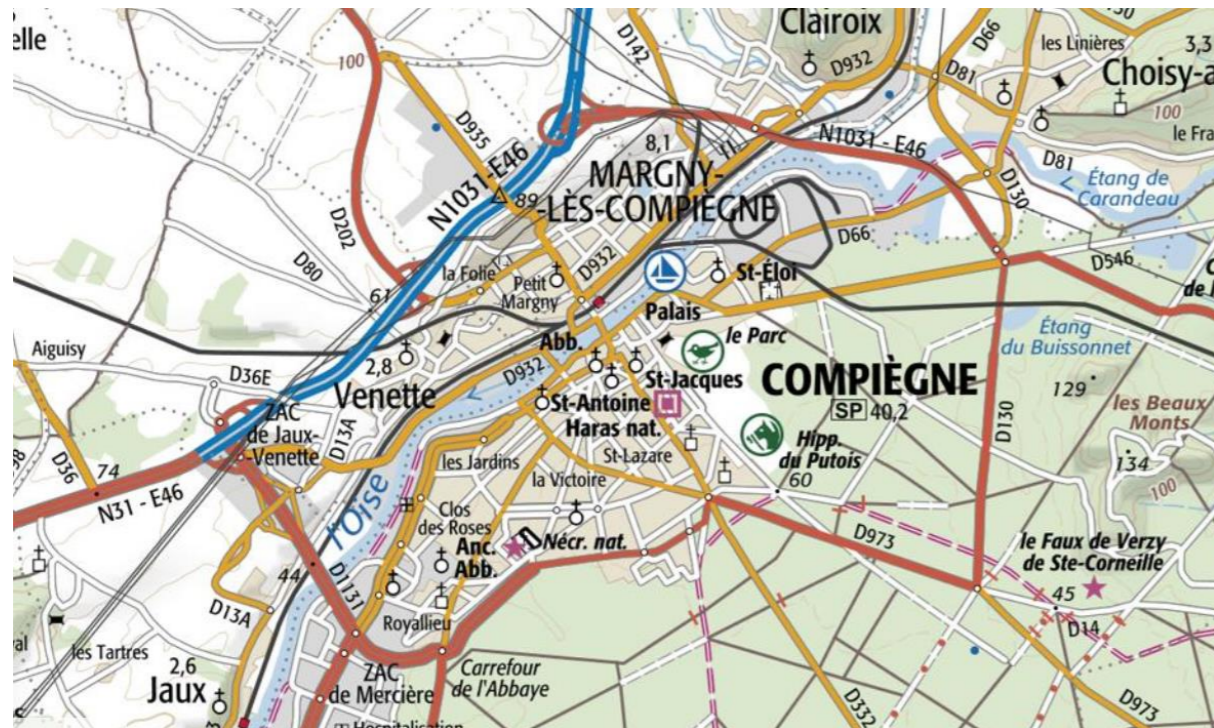 elle
100
D935
D142
Clairoix
D932
D66
les Linières
D81
3,3
Choisy-a
100
le Fra
D81
N1031 - E46
8,1
MARGNY-
-LÈS-COMPIÈGNE
N1031-E46
89
D202
D80
D130
Étang de
Carandeau
D66
D546
la Folie
D932
Petit
Margny
61
St-Éloi
Palais
Abb.
le Parc
Étang
du Buissonnet
Aiguisy
D36E
2,8
Venette
D932
St-Jacques
COMPIÈGNE
SP 40,2
129
les Beaux
Monts
St-Antoine
Haras nat.
ZAC
de Jaux-
-Venette
D13A
St-Lazare
Hipp.
du Putois
D130
134
100
D36
74
98
N31 - E46
les Jardins
la Victoire
60
l'Oise
Clos
des Roses
Anc.
Abb.
Nécr. nat.
D973
le Faux de Verzy
de Ste-Corneille
44
D1131
45
D14
D13A
Royallieu
val
les Tartres
2,6
Jaux
ZAC
de Mercière
Carrefour
de l'Abbaye
D332
D973
Hospitalisation